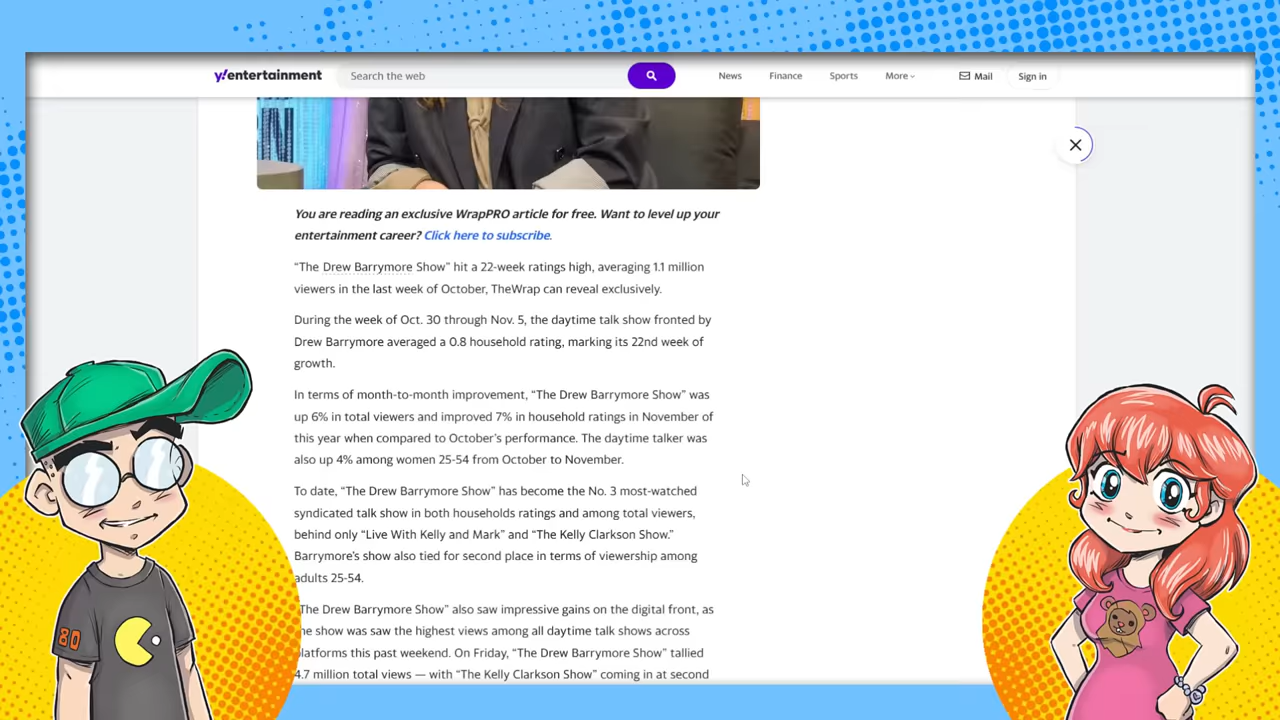 y!entertainment
Search the web
News
Finance
Sports
More
Mail
Sign in
You are reading an exclusive WrapPRO article for free. Want to level up your
entertainment career? Click here to subscribe.
“The Drew Barrymore Show” hit a 22-week ratings high, averaging 1.1 million
viewers in the last week of October, TheWrap can reveal exclusively.
During the week of Oct. 30 through Nov. 5, the daytime talk show fronted by
Drew Barrymore averaged a 0.8 household rating, marking its 22nd week of
growth.
In terms of month-to-month improvement, “The Drew Barrymore Show” was
up 6% in total viewers and improved 7% in household ratings in November of
this year when compared to October’s performance. The daytime talker was
also up 4% among women 25-54 from October to November.
To date, “The Drew Barrymore Show” has become the No. 3 most-watched
syndicated talk show in both households ratings and among total viewers,
behind only “Live With Kelly and Mark” and “The Kelly Clarkson Show.”
Barrymore’s show also tied for second place in terms of viewership among
adults 25-54.
“The Drew Barrymore Show” also saw impressive gains on the digital front, as
he show was saw the highest views among all daytime talk shows across
platforms this past weekend. On Friday, “The Drew Barrymore Show” tallied
4.7 million total views — with “The Kelly Clarkson Show” coming in at second
80